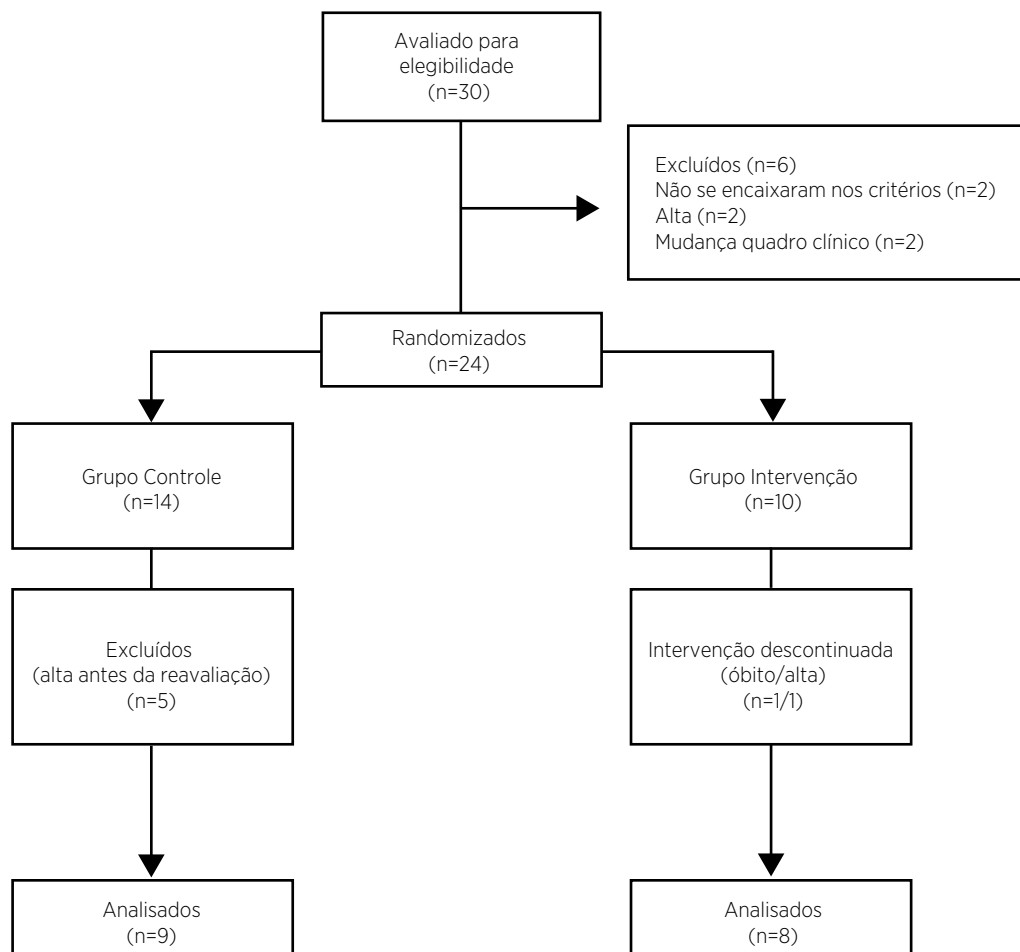 Avaliado para
elegibilidade
(n=30)
Excluídos (n=6)
Não se encaixaram nos critérios (n=2)
Alta (n=2)
Mudança quadro clínico (n=2)
Randomizados
(n=24)
Grupo Controle
(n=14)
Grupo Intervenção
(n=10)
Excluídos
(alta antes da reavaliação)
(n=5)
Intervenção descontinuada
(óbito/alta)
(n=1/1)
Analisados
(n=9)
Analisados
(n=8)